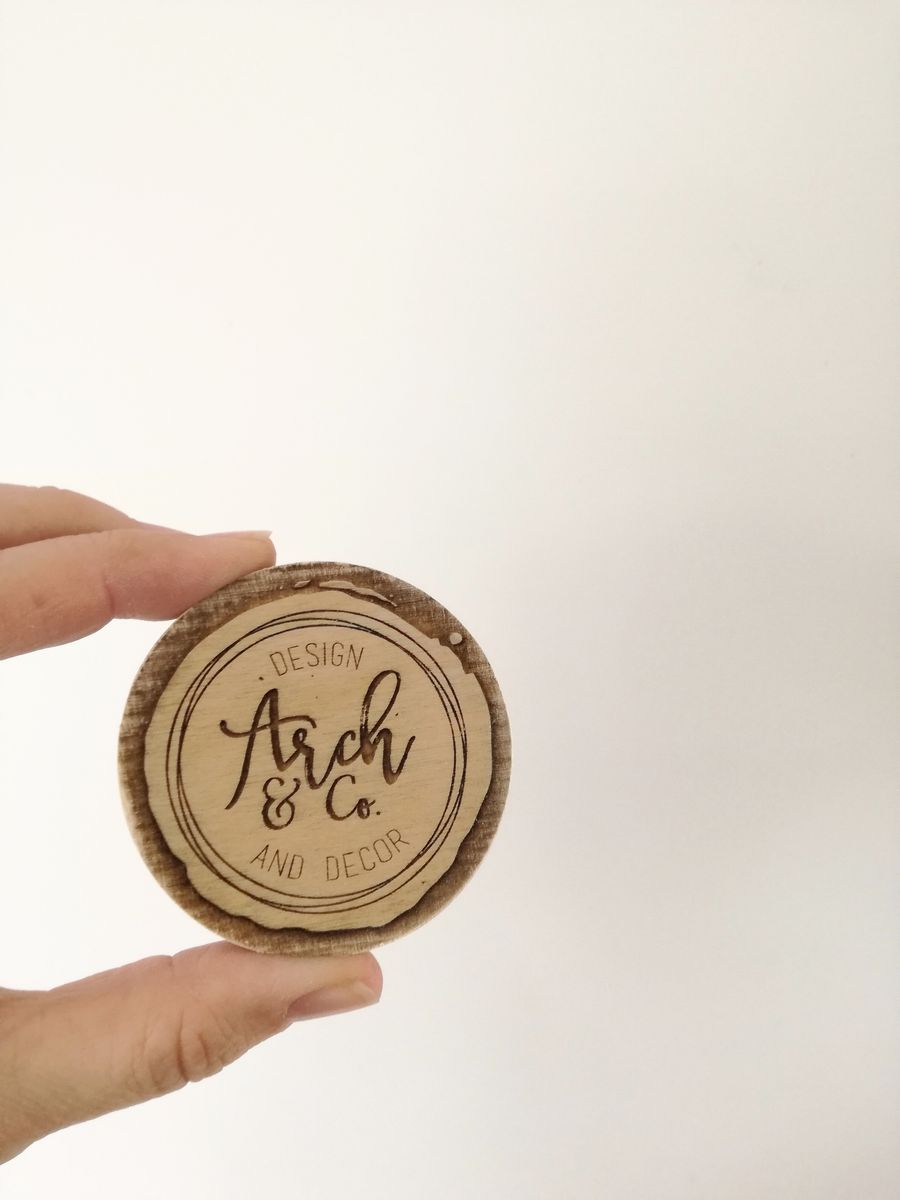 DESIGN
Arch
& Co.
AND DECOR